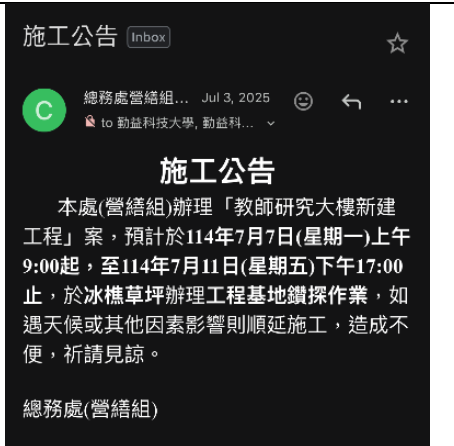 施工公告 Inbox
C
總務處營繕組... Jul 3, 2025
to 勤益科技大學, 勤益科...
施工公告
本處(營繕組)辦理「教師研究大樓新建
工程」案，預計於114年7月7日(星期一)上午
9:00起，至114年7月11日(星期五)下午17:00
止，於冰樵草坪辦理工程基地鑽探作業，如
遇天候或其他因素影響則順延施工，造成不
便，祈請見諒。
總務處(營繕組)